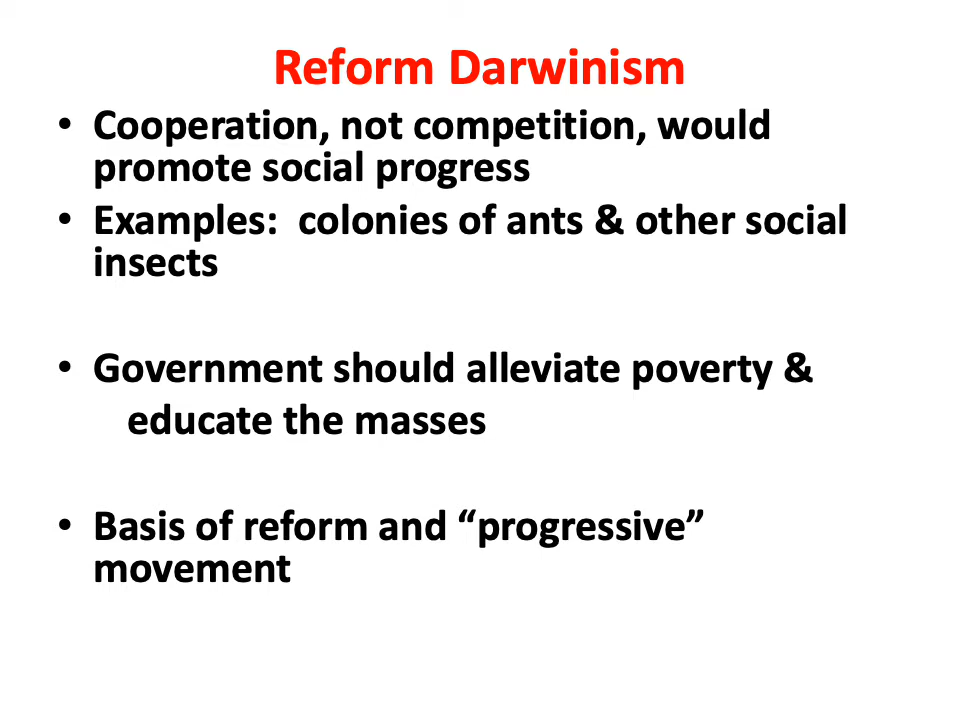 Reform Darwinism
• Cooperation, not competition, would
promote social progress
• Examples:  colonies of ants & other social
insects
• Government should alleviate poverty &
educate the masses
• Basis of reform and “progressive”
movement